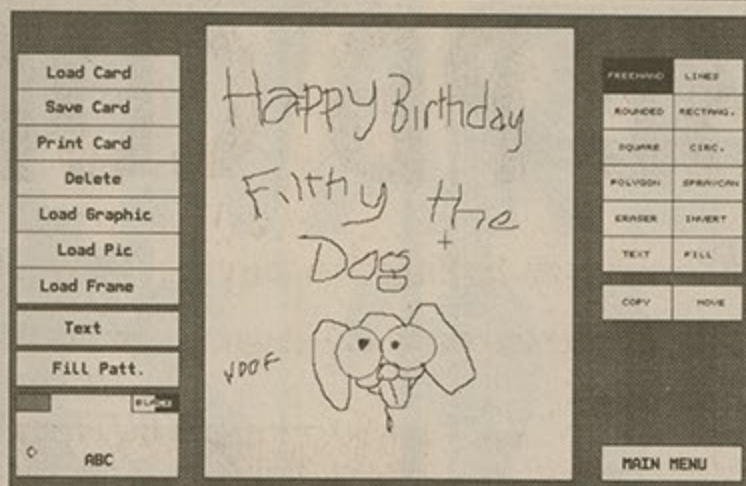 Load Card
Save Card
Print Card
Delete
Load Graphic
Load Pic
Load Frame
Text
Fill Patt.
BLACK
ABC
Happy Birthday
Filthy the
Dog
FREEHAND LINES
ROUNDED RECTANG.
SQUARE CIRC.
POLYGON SPRAYCAN
ERASER INVERT
TEXT FILL
COPY MOVE
MAIN MENU